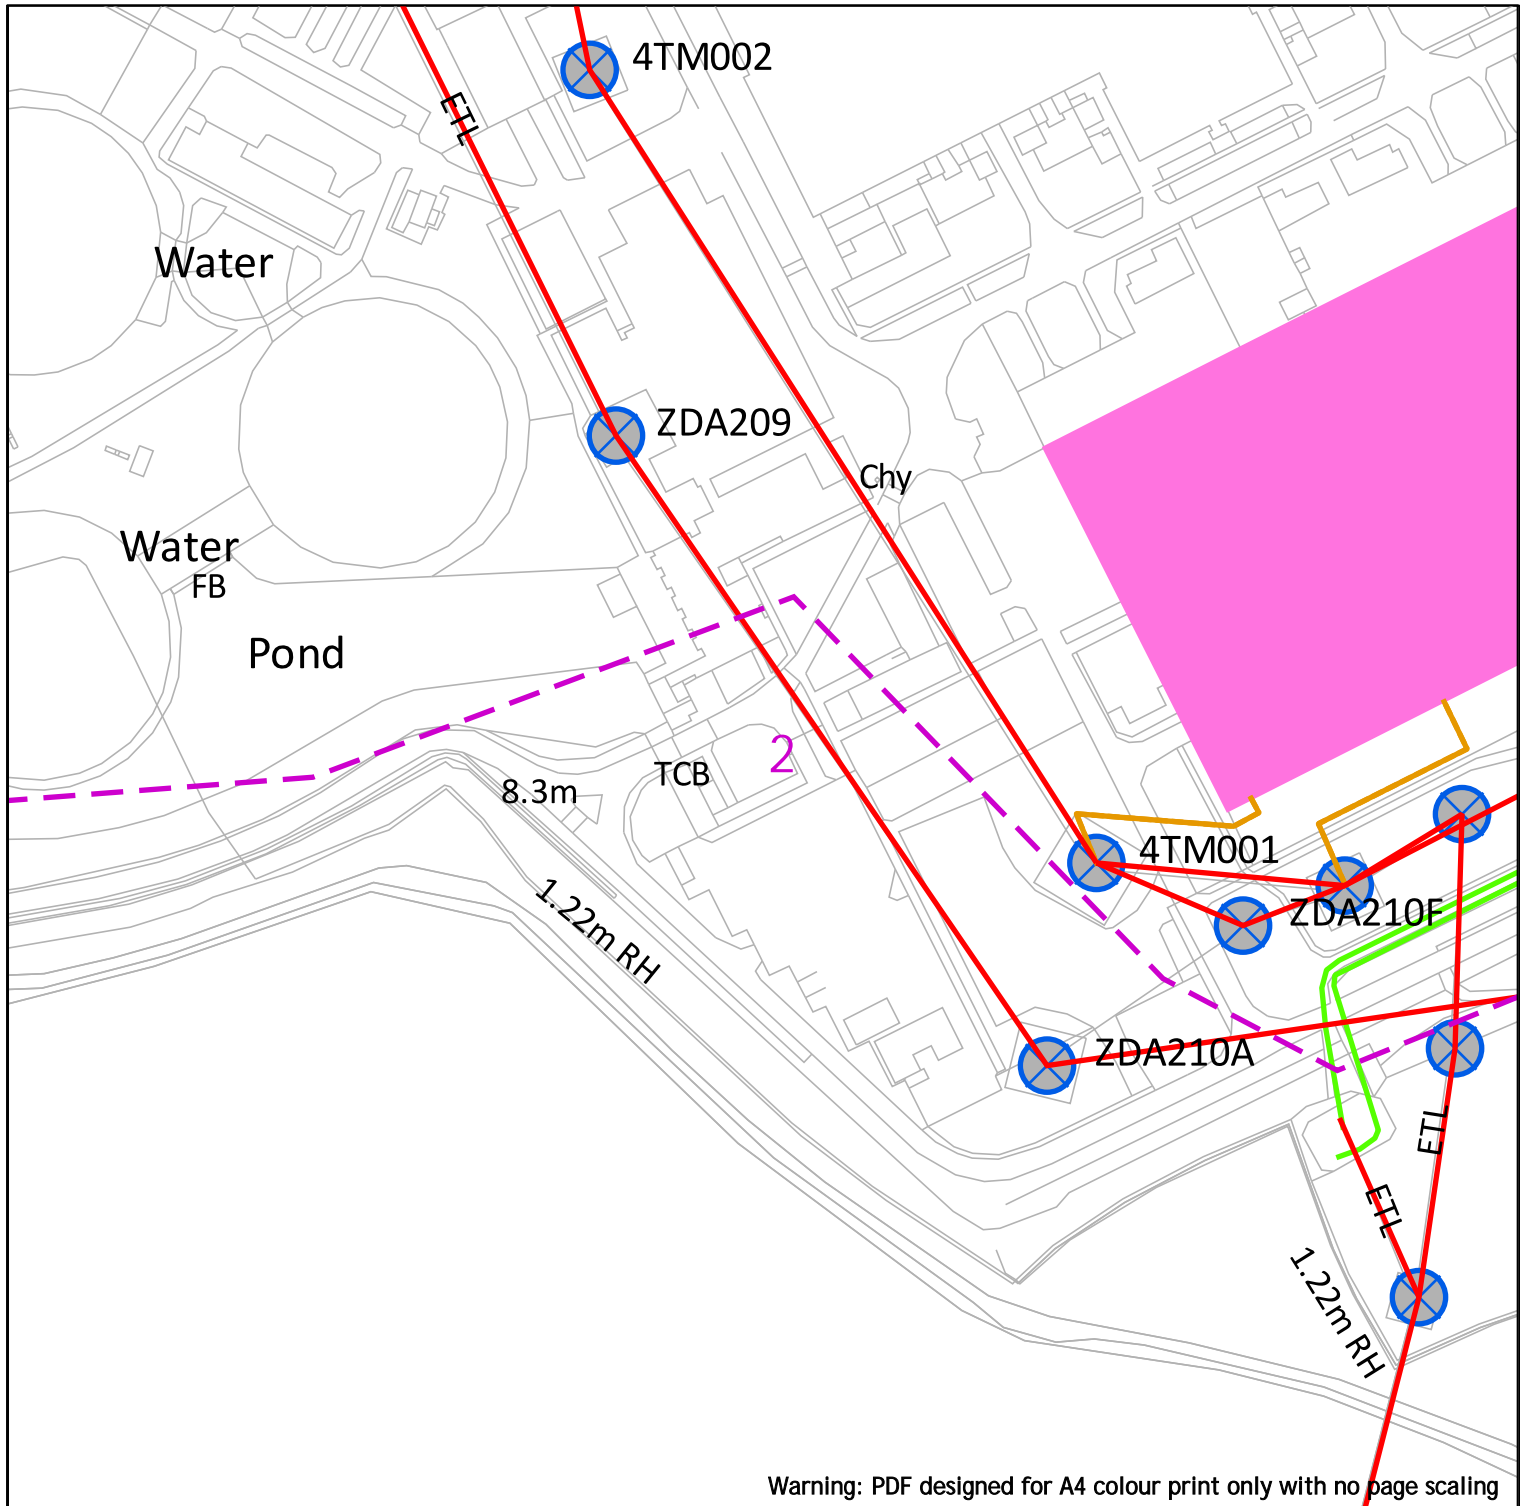 4TM002
ETL
Water
ZDA209
Chy
Water
FB
Pond
2
TCB
8.3m
4TM001
1.22m RH
ZDA210F
ZDA210A
ETL
ETL
1.22m RH
Warning: PDF designed for A4 colour print only with no page scaling